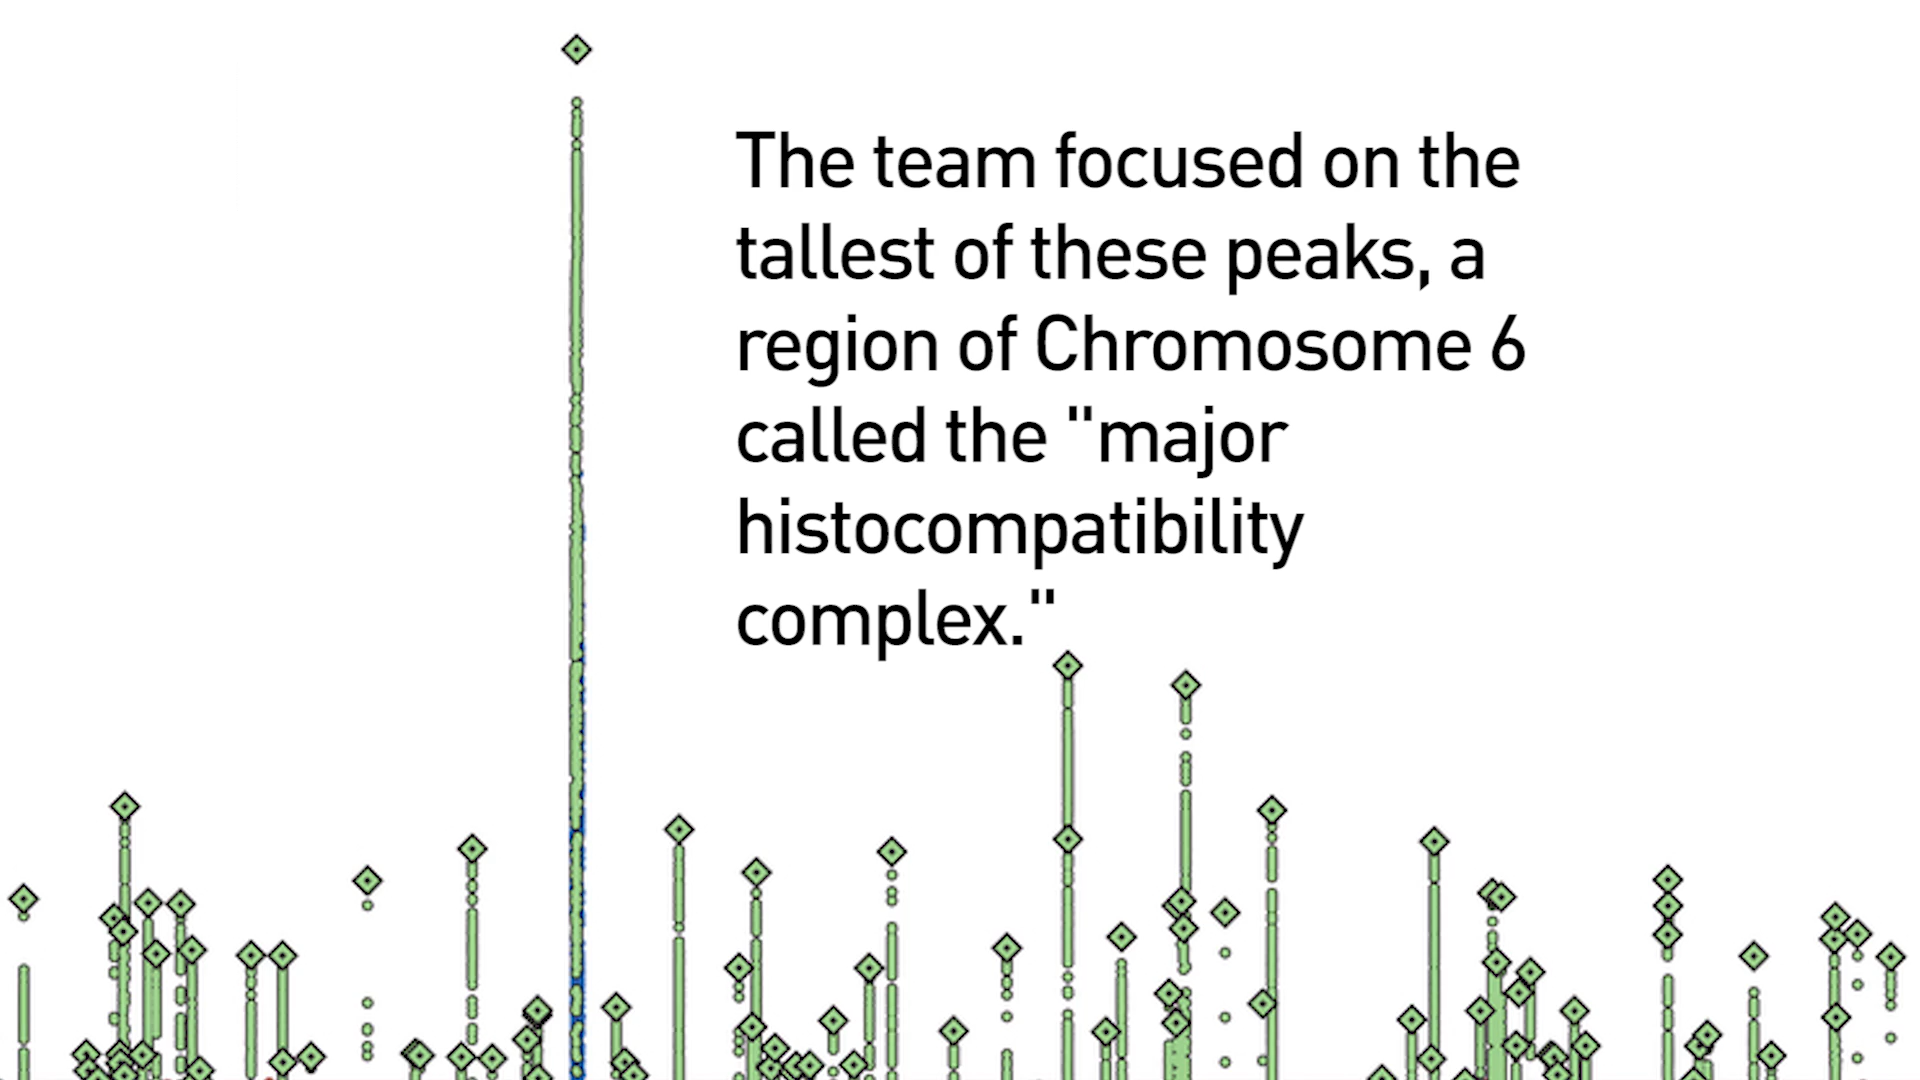 The team focused on the
tallest of these peaks, a
region of Chromosome 6
called the "major
histocompatibility
complex."